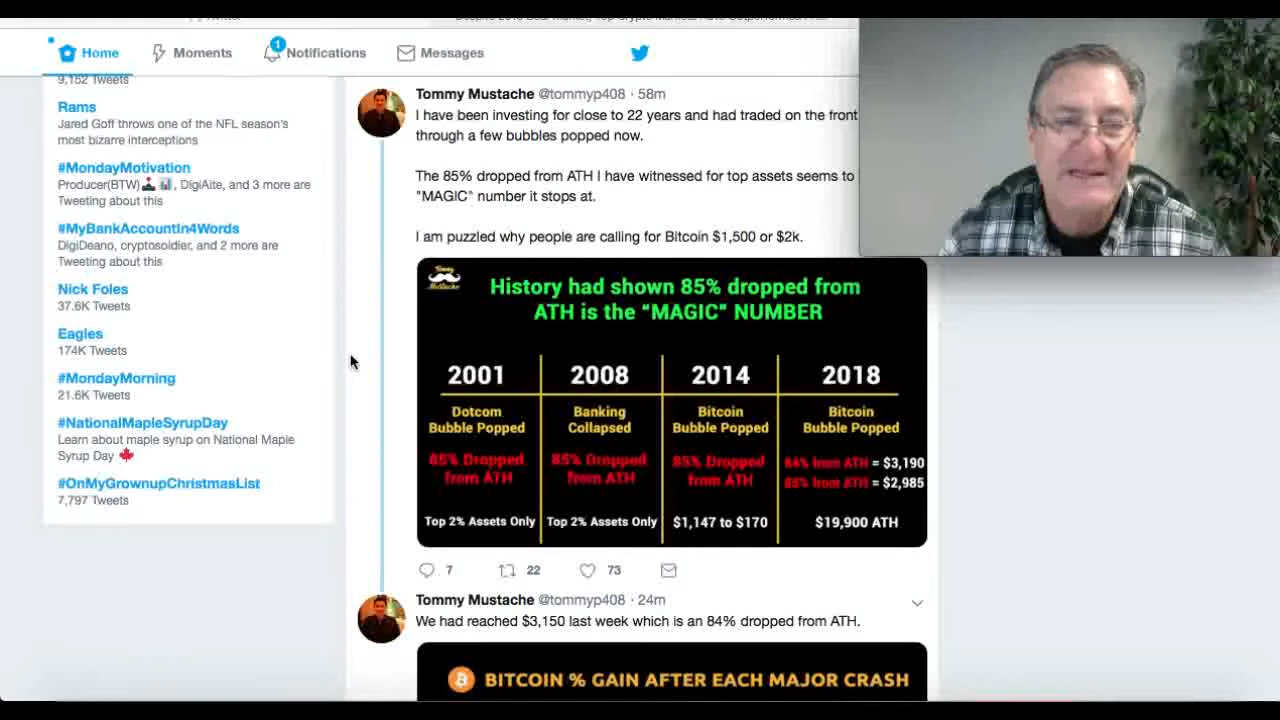 Home
Moments
1
Notifications
Messages
9,152 Tweets
Rams
Jared Goff throws one of the NFL season's
most bizarre interceptions
#MondayMotivation
Producer(BTW)🕹📊, DigiAite, and 3 more are
Tweeting about this
#MyBankAccountIn4Words
DigiDeano, cryptosoldier, and 2 more are
Tweeting about this
Nick Foles
37.6K Tweets
Eagles
174K Tweets
#MondayMorning
21.6K Tweets
#NationalMapleSyrupDay
Learn about maple syrup on National Maple
Syrup Day 🍁
#OnMyGrownupChristmasList
7,797 Tweets
Tommy Mustache @tommyp408 · 58m
I have been investing for close to 22 years and had traded on the front
through a few bubbles popped now.
The 85% dropped from ATH I have witnessed for top assets seems to
"MAGIC" number it stops at.
I am puzzled why people are calling for Bitcoin $1,500 or $2k.
Tommy
Mustache
History had shown 85% dropped from
ATH is the “MAGIC” NUMBER
2001 2008 2014 2018
Dotcom Banking Bitcoin Bitcoin
Bubble Popped Collapsed Bubble Popped Bubble Popped
85% Dropped 85% Dropped 85% Dropped 84% from ATH = $3,190
from ATH from ATH from ATH 85% from ATH = $2,985
Top 2% Assets Only Top 2% Assets Only $1,147 to $170 $19,900 ATH
7 22 73
Tommy Mustache @tommyp408 · 24m
We had reached $3,150 last week which is an 84% dropped from ATH.
BITCOIN % GAIN AFTER EACH MAJOR CRASH